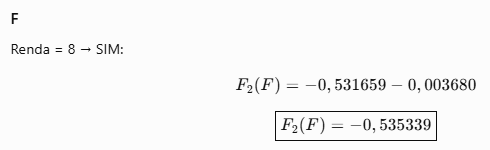 F
Renda = 8 → SIM:
F₂(F) = −0, 531659 − 0, 003680
F₂(F) = −0, 535339